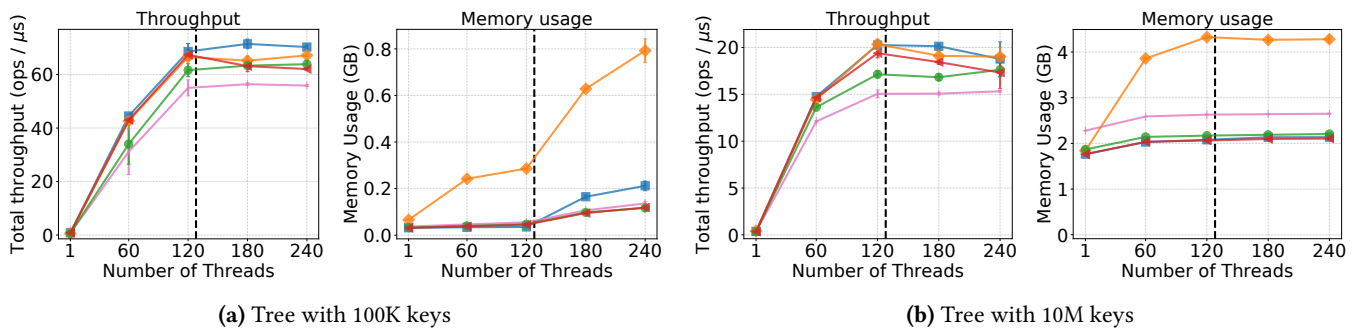 Throughput
Total throughput (ops / μs)
60
40
20
0
1
60
120
180
240
Number of Threads
Memory usage
Memory Usage (GB)
0.8
0.6
0.4
0.2
0.0
1
60
120
180
240
Number of Threads
(a) Tree with 100K keys
Throughput
Total throughput (ops / μs)
20
15
10
5
0
1
60
120
180
240
Number of Threads
Memory usage
Memory Usage (GB)
5
4
3
2
1
0
1
60
120
180
240
Number of Threads
(b) Tree with 10M keys